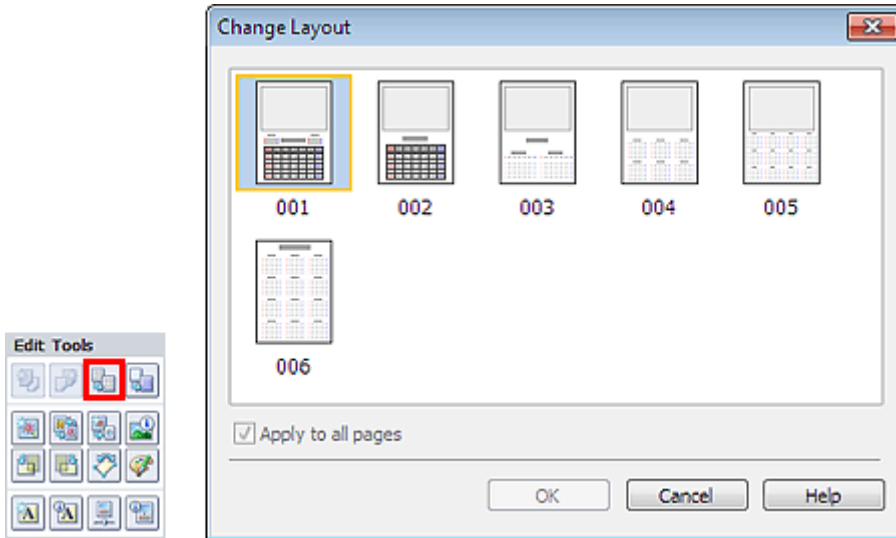 Change Layout
001 002 003 004 005
006
Edit Tools
Apply to all pages
OK Cancel Help